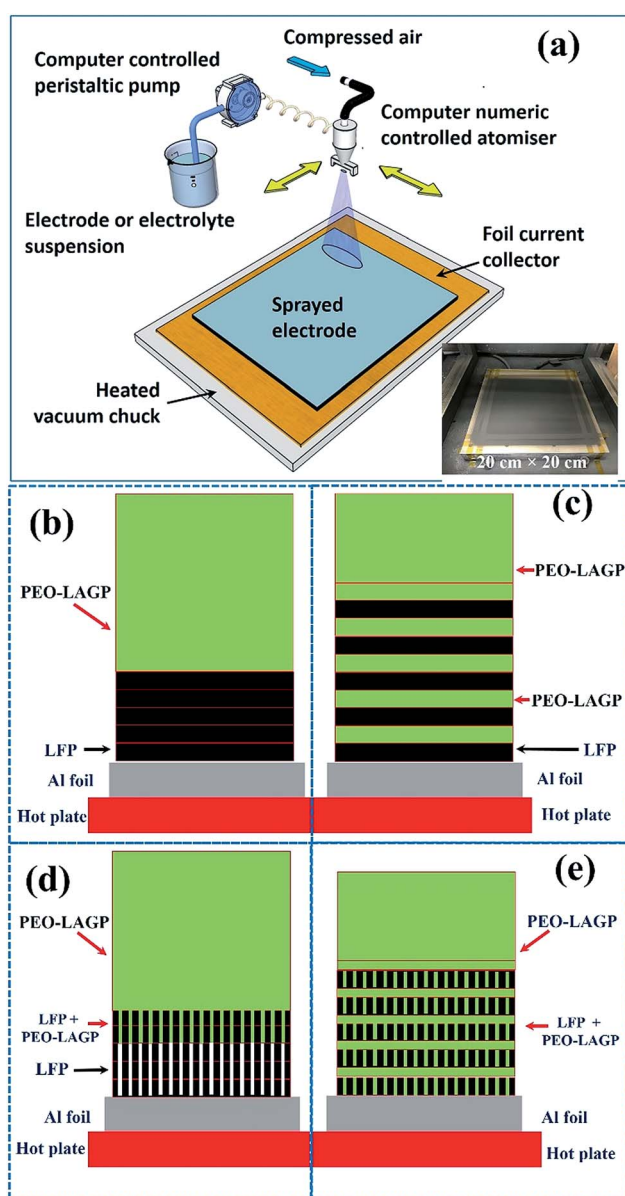 (a)
Compressed air
Computer controlled
peristaltic pump
Computer numeric
controlled atomiser
Electrode or electrolyte
suspension
Foil current
collector
Sprayed
electrode
Heated
vacuum chuck
20 cm × 20 cm
(b)
PEO-LAGP
LFP
Al foil
Hot plate
(c)
PEO-LAGP
PEO-LAGP
LFP
Al foil
Hot plate
(d)
PEO-LAGP
LFP +
PEO-LAGP
LFP
Al foil
Hot plate
(e)
PEO-LAGP
LFP +
PEO-LAGP
Al foil
Hot plate